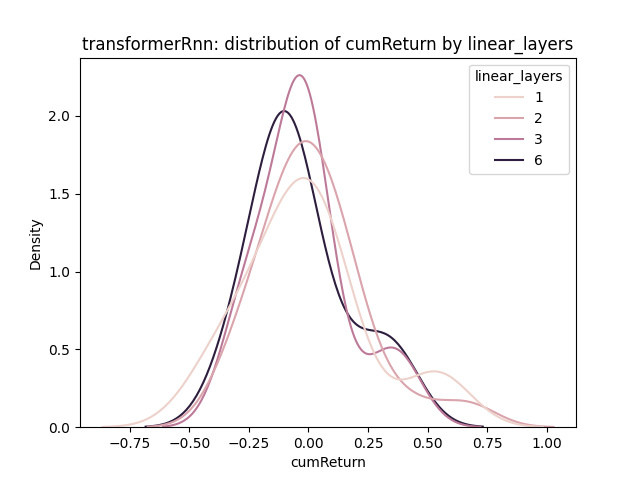 transformerRnn: distribution of cumReturn by linear_layers
linear_layers
1
2
3
6
Density
2.0
1.5
1.0
0.5
0.0
−0.75 −0.50 −0.25 0.00 0.25 0.50 0.75 1.00
cumReturn